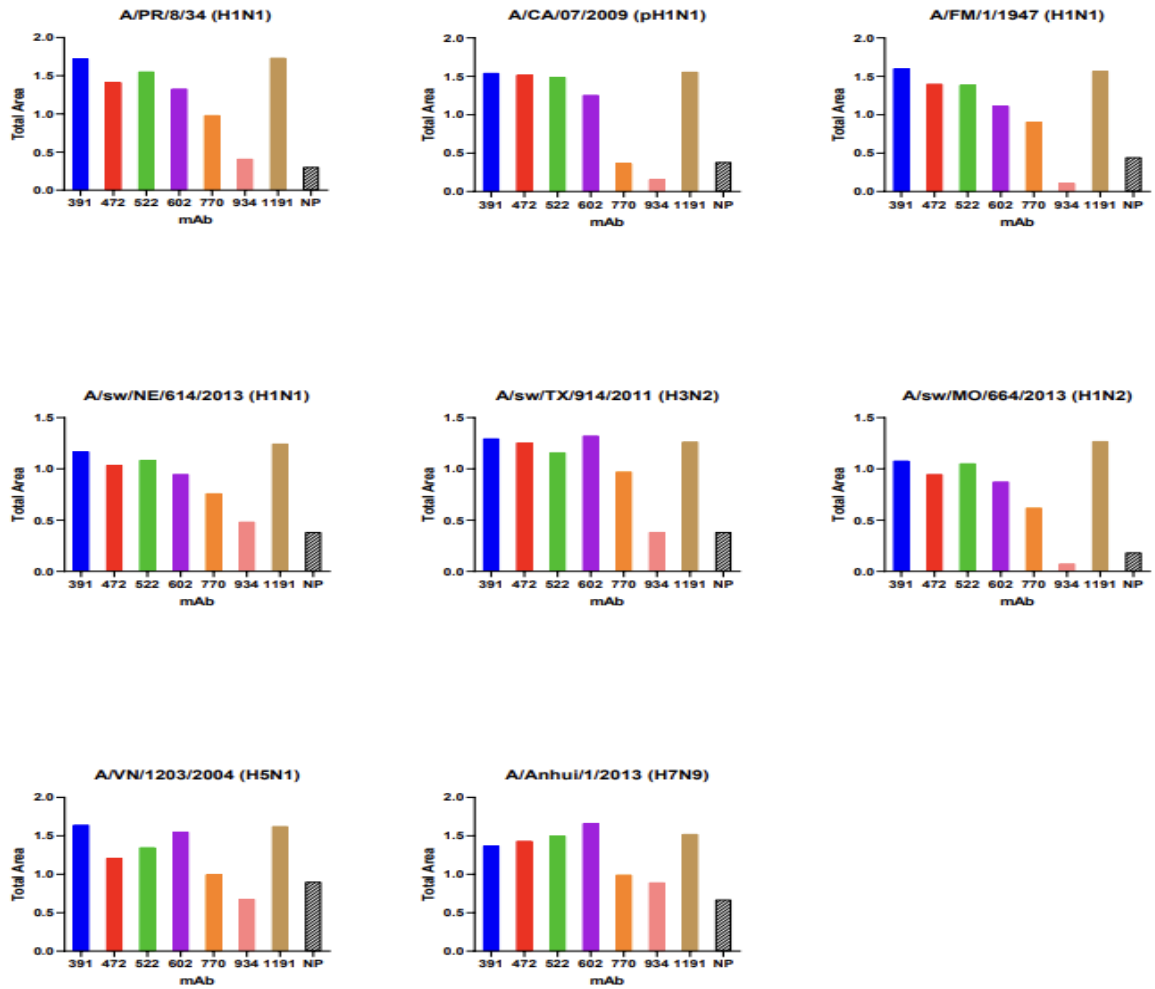 A/PR/8/34 (H1N1)
2.0
1.5
1.0
0.5
0.0
Total Area
391 472 522 602 770 934 1191 NP
mAb
A/CA/07/2009 (pH1N1)
2.0
1.5
1.0
0.5
0.0
Total Area
391 472 522 602 770 934 1191 NP
mAb
A/FM/1/1947 (H1N1)
2.0
1.5
1.0
0.5
0.0
Total Area
391 472 522 602 770 934 1191 NP
mAb
A/sw/NE/614/2013 (H1N1)
1.5
1.0
0.5
0.0
Total Area
391 472 522 602 770 934 1191 NP
mAb
A/sw/TX/914/2011 (H3N2)
1.5
1.0
0.5
0.0
Total Area
391 472 522 602 770 934 1191 NP
mAb
A/sw/MO/664/2013 (H1N2)
1.5
1.0
0.5
0.0
Total Area
391 472 522 602 770 934 1191 NP
mAb
A/VN/1203/2004 (H5N1)
2.0
1.5
1.0
0.5
0.0
Total Area
391 472 522 602 770 934 1191 NP
mAb
A/Anhui/1/2013 (H7N9)
2.0
1.5
1.0
0.5
0.0
Total Area
391 472 522 602 770 934 1191 NP
mAb